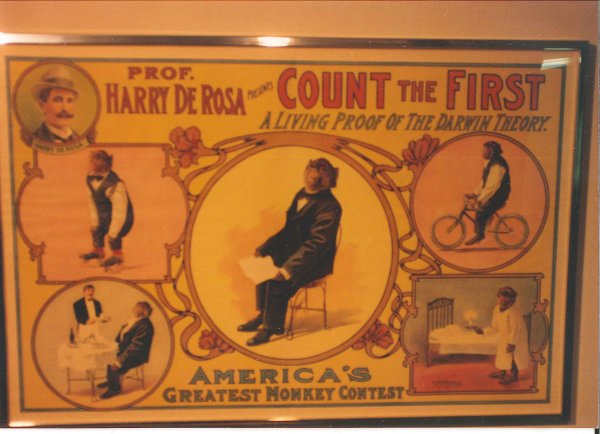 PROF.
HARRY DE ROSA
PRESENTS
COUNT THE FIRST
A LIVING PROOF OF THE DARWIN THEORY.
HARRY DE ROSA
AMERICA'S
GREATEST MONKEY CONTEST